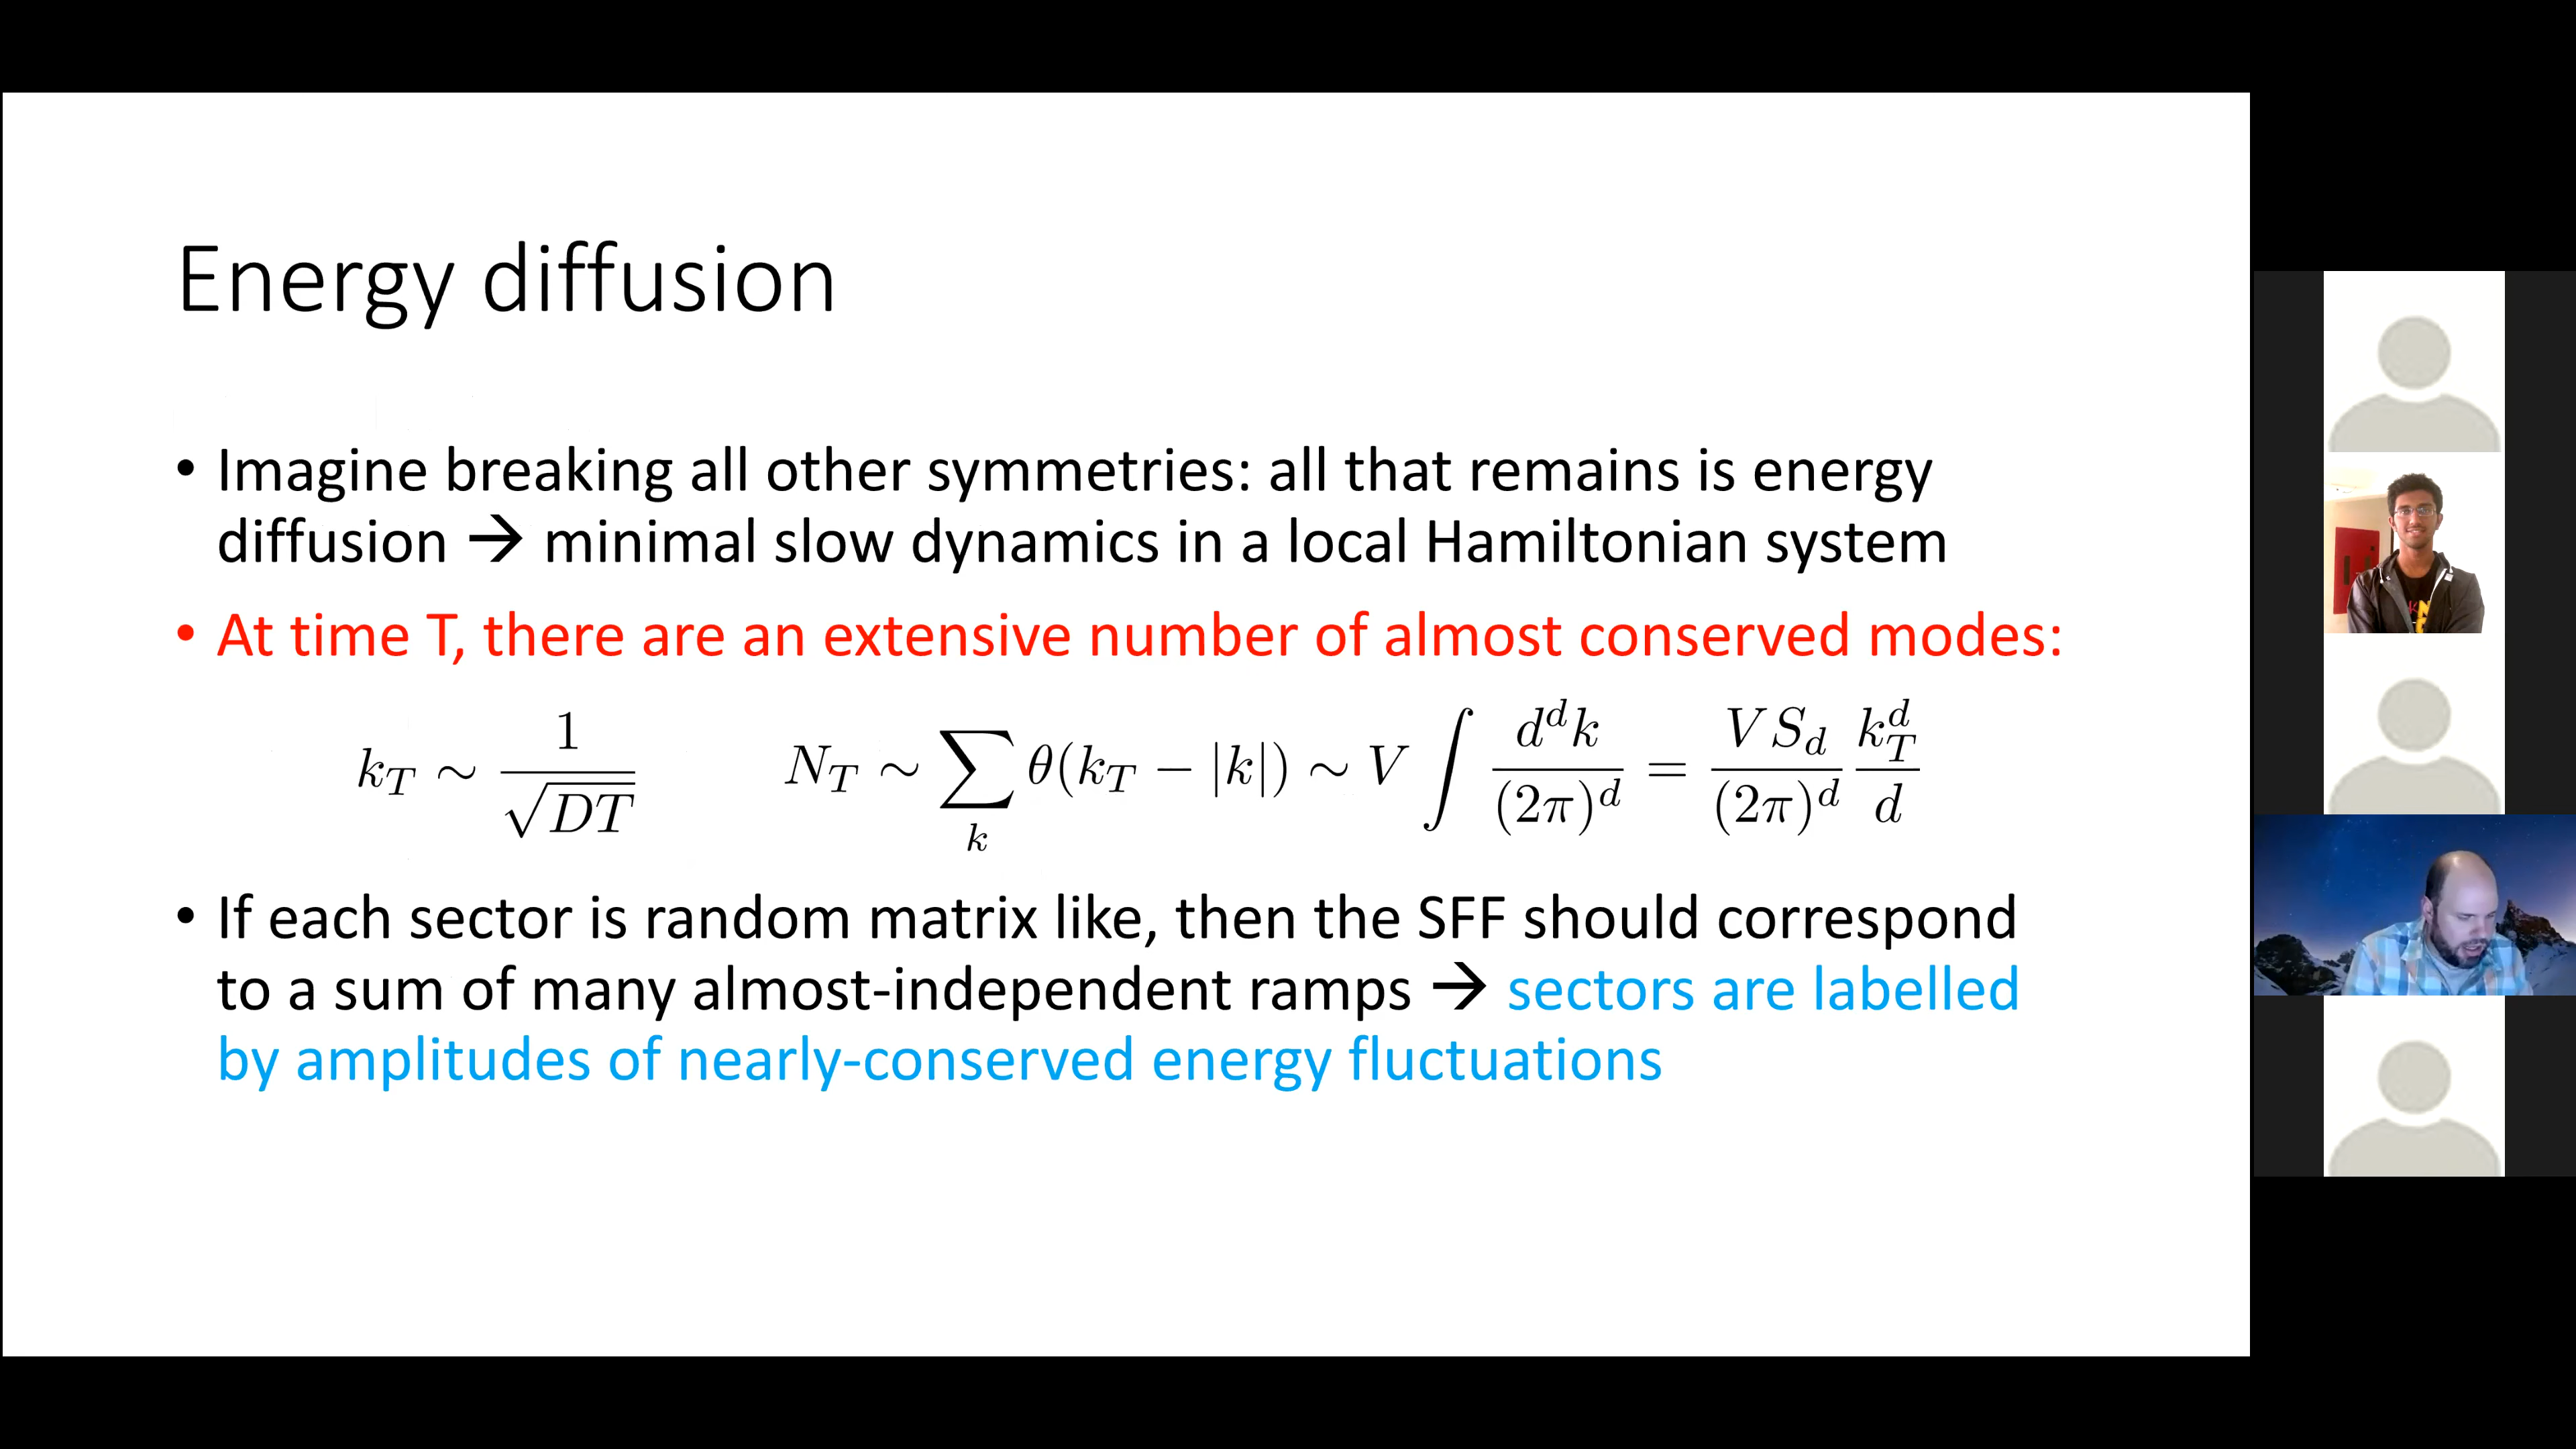 Energy diffusion
• Imagine breaking all other symmetries: all that remains is energy
diffusion → minimal slow dynamics in a local Hamiltonian system
• At time T, there are an extensive number of almost conserved modes:
$k_T \sim \frac{1}{\sqrt{DT}}$ $N_T \sim \sum_k \theta(k_T - |k|) \sim V \int \frac{d^d k}{(2\pi)^d} = \frac{V S_d}{(2\pi)^d} \frac{k_T^d}{d}$
• If each sector is random matrix like, then the SFF should correspond
to a sum of many almost-independent ramps → sectors are labelled
by amplitudes of nearly-conserved energy fluctuations